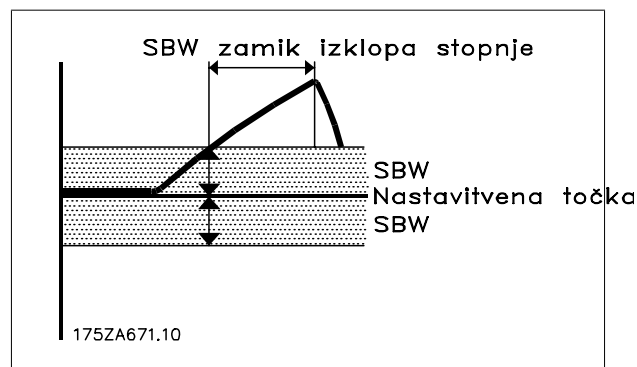 SBW zamik izklopa stopnje
SBW
Nastavitvena točka
SBW
175ZA671.10